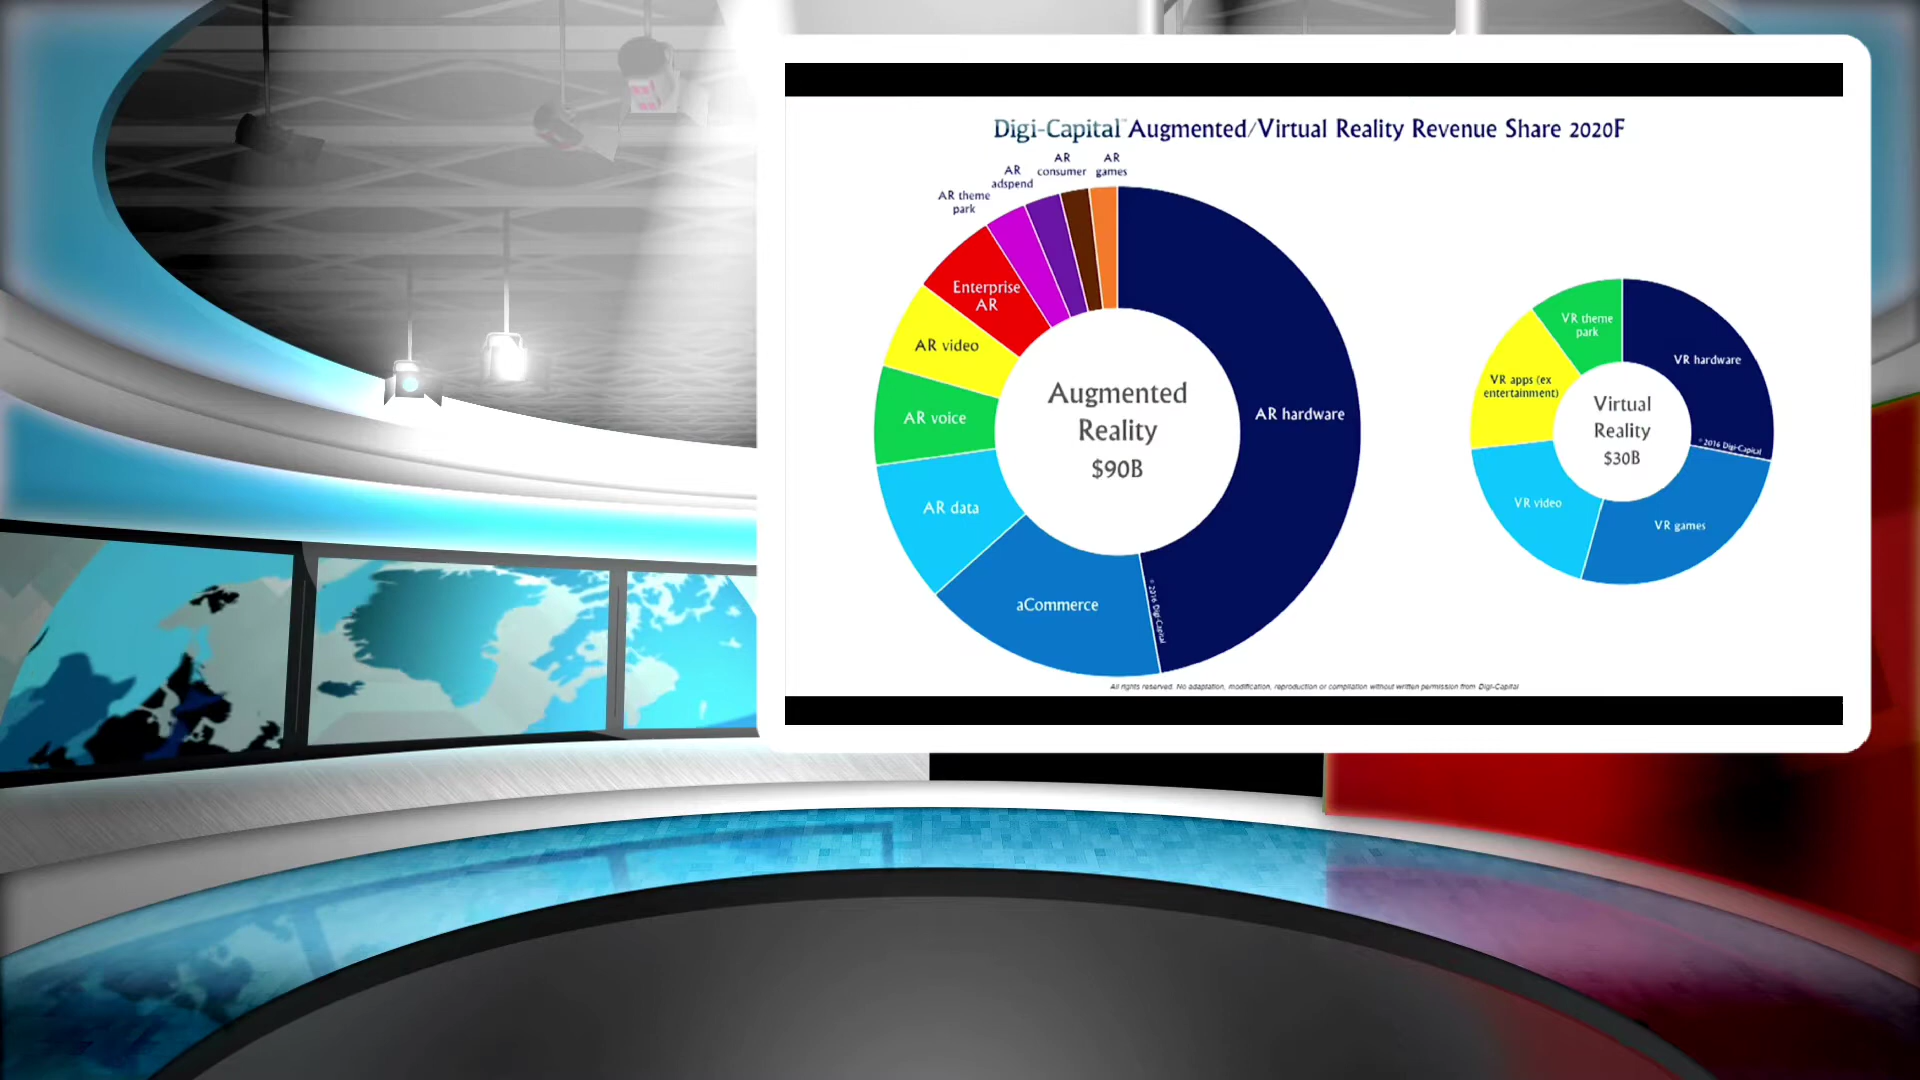 Digi-Capital™ Augmented/Virtual Reality Revenue Share 2020F
AR
games
AR
consumer
AR
adspend
AR theme
park
Enterprise
AR
AR video
AR voice
AR data
aCommerce
AR hardware
Augmented
Reality
$90B
© 2016 Digi-Capital
VR theme
park
VR hardware
VR apps (ex
entertainment)
Virtual
Reality
$30B
© 2016 Digi-Capital
VR video
VR games
All rights reserved. No adaptation, modification, reproduction or compilation without written permission from Digi-Capital